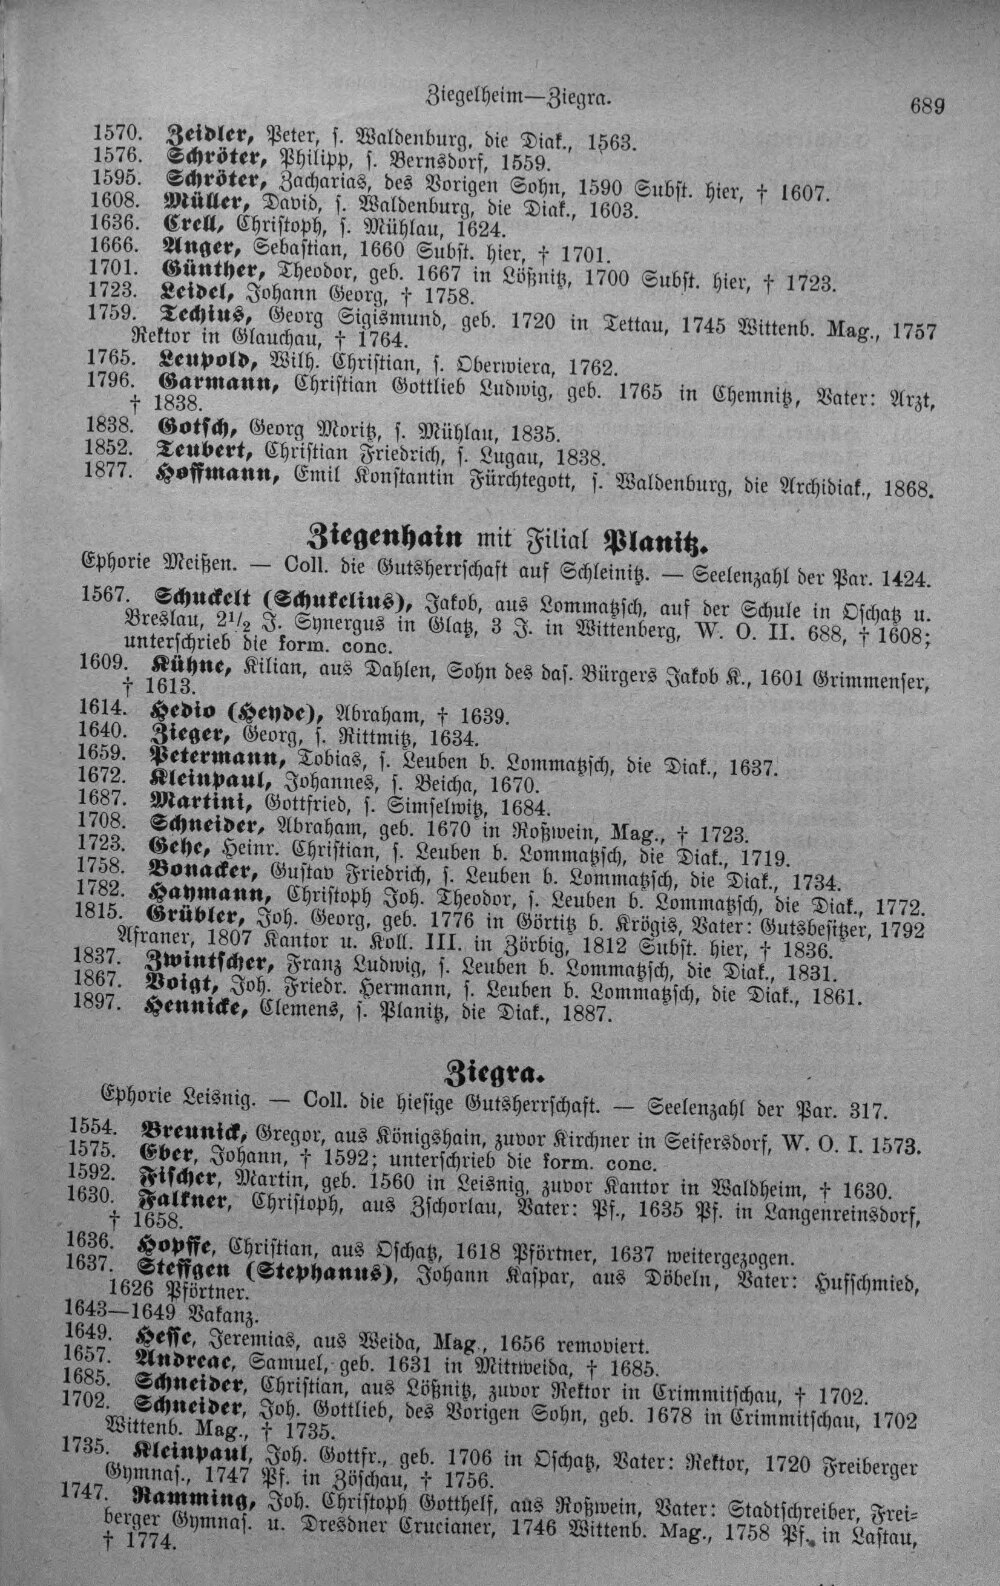 Ziegelheim—Ziegra.
689
1570. Zeidler, Peter, s. Waldenburg, die Diak., 1563.
1576. Schröter, Philipp, s. Bernsdorf, 1559.
1595. Schröter, Zacharias, des Vorigen Sohn, 1590 Subst. hier, † 1607.
1608. Müller, David, s. Waldenburg, die Diak., 1603.
1636. Crell, Christoph, s. Mühlau, 1624.
1666. Anger, Sebastian, 1660 Subst. hier, † 1701.
1701. Günther, Theodor, geb. 1667 in Lößnitz, 1700 Subst. hier, † 1723.
1723. Leidel, Johann Georg, † 1758.
1759. Techius, Georg Sigismund, geb. 1720 in Tettau, 1745 Wittenb. Mag., 1757
Rektor in Glauchau, † 1764.
1765. Leupold, Wilh. Christian, s. Oberwiera, 1762.
1796. Garmann, Christian Gottlieb Ludwig, geb. 1765 in Chemnitz, Vater: Arzt,
† 1838.
1838. Gotsch, Georg Moritz, s. Mühlau, 1835.
1852. Teubert, Christian Friedrich, s. Lugau, 1838.
1877. Hoffmann, Emil Konstantin Fürchtegott, s. Waldenburg, die Archidiak., 1868.
Ziegenhain mit Filial Planitz.
Ephorie Meißen. — Coll. die Gutsherrschaft auf Schleinitz. — Seelenzahl der Par. 1424.
1567. Schuckelt (Schukelius), Jakob, aus Lommatzsch, auf der Schule in Oschatz u.
Breslau, 2 1/2 J. Synergus in Glatz, 3 J. in Wittenberg, W. O. II. 688, † 1608;
unterschrieb die form. conc.
1609. Kühne, Kilian, aus Dahlen, Sohn des das. Bürgers Jakob K., 1601 Grimmenser,
† 1613.
1614. Hedio (Heyde), Abraham, † 1639.
1640. Zieger, Georg, s. Rittmitz, 1634.
1659. Petermann, Tobias, s. Leuben b. Lommatzsch, die Diak., 1637.
1672. Kleinpaul, Johannes, s. Beicha, 1670.
1687. Martini, Gottfried, s. Simselwitz, 1684.
1708. Schneider, Abraham, geb. 1670 in Roßwein, Mag., † 1723.
1723. Gehe, Heinr. Christian, s. Leuben b. Lommatzsch, die Diak., 1719.
1758. Bonacker, Gustav Friedrich, s. Leuben b. Lommatzsch, die Diak., 1734.
1782. Haymann, Christoph Joh. Theodor, s. Leuben b. Lommatzsch, die Diak., 1772.
1815. Grübler, Joh. Georg, geb. 1776 in Görtitz b. Krögis, Vater: Gutsbesitzer, 1792
Afraner, 1807 Kantor u. Koll. III. in Zörbig, 1812 Subst. hier, † 1836.
1837. Zwintscher, Franz Ludwig, s. Leuben b. Lommatzsch, die Diak., 1831.
1867. Voigt, Joh. Friedr. Hermann, s. Leuben b. Lommatzsch, die Diak., 1861.
1897. Hennicke, Clemens, s. Planitz, die Diak., 1887.
Ziegra.
Ephorie Leisnig. — Coll. die hiesige Gutsherrschaft. — Seelenzahl der Par. 317.
1554. Breunick, Gregor, aus Königshain, zuvor Kirchner in Seifersdorf, W. O. I. 1573.
1575. Eber, Johann, † 1592; unterschrieb die form. conc.
1592. Fischer, Martin, geb. 1560 in Leisnig, zuvor Kantor in Waldheim, † 1630.
1630. Falkner, Christoph, aus Zschorlau, Vater: Pf., 1635 Pf. in Langenreinsdorf,
† 1658.
1636. Hopffe, Christian, aus Oschatz, 1618 Pförtner, 1637 weitergezogen.
1637. Steffgen (Stephanus), Johann Kaspar, aus Döbeln, Vater: Hufschmied,
1626 Pförtner.
1643—1649 Vakanz.
1649. Hesse, Jeremias, aus Weida, Mag., 1656 removiert.
1657. Andreae, Samuel, geb. 1631 in Mittweida, † 1685.
1685. Schneider, Christian, aus Lößnitz, zuvor Rektor in Crimmitschau, † 1702.
1702. Schneider, Joh. Gottlieb, des Vorigen Sohn, geb. 1678 in Crimmitschau, 1702
Wittenb. Mag., † 1735.
1735. Kleinpaul, Joh. Gottfr., geb. 1706 in Oschatz, Vater: Rektor, 1720 Freiberger
Gymnas., 1747 Pf. in Zöschau, † 1756.
1747. Ramming, Joh. Christoph Gotthelf, aus Roßwein, Vater: Stadtschreiber, Frei-
berger Gymnas. u. Dresdner Crucianer, 1746 Wittenb. Mag., 1758 Pf. in Lastau,
† 1774.